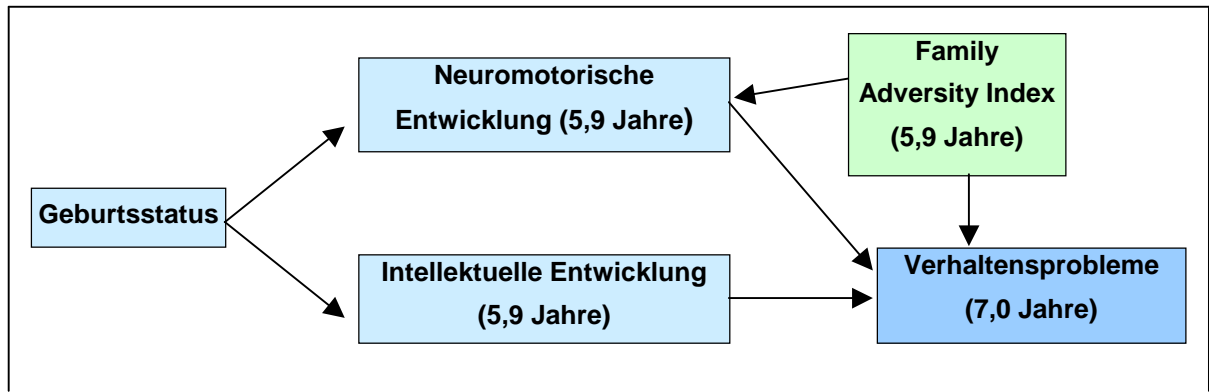 Neuromotorische
Entwicklung (5,9 Jahre)
Family
Adversity Index
(5,9 Jahre)
Geburtsstatus
Intellektuelle Entwicklung
(5,9 Jahre)
Verhaltensprobleme
(7,0 Jahre)